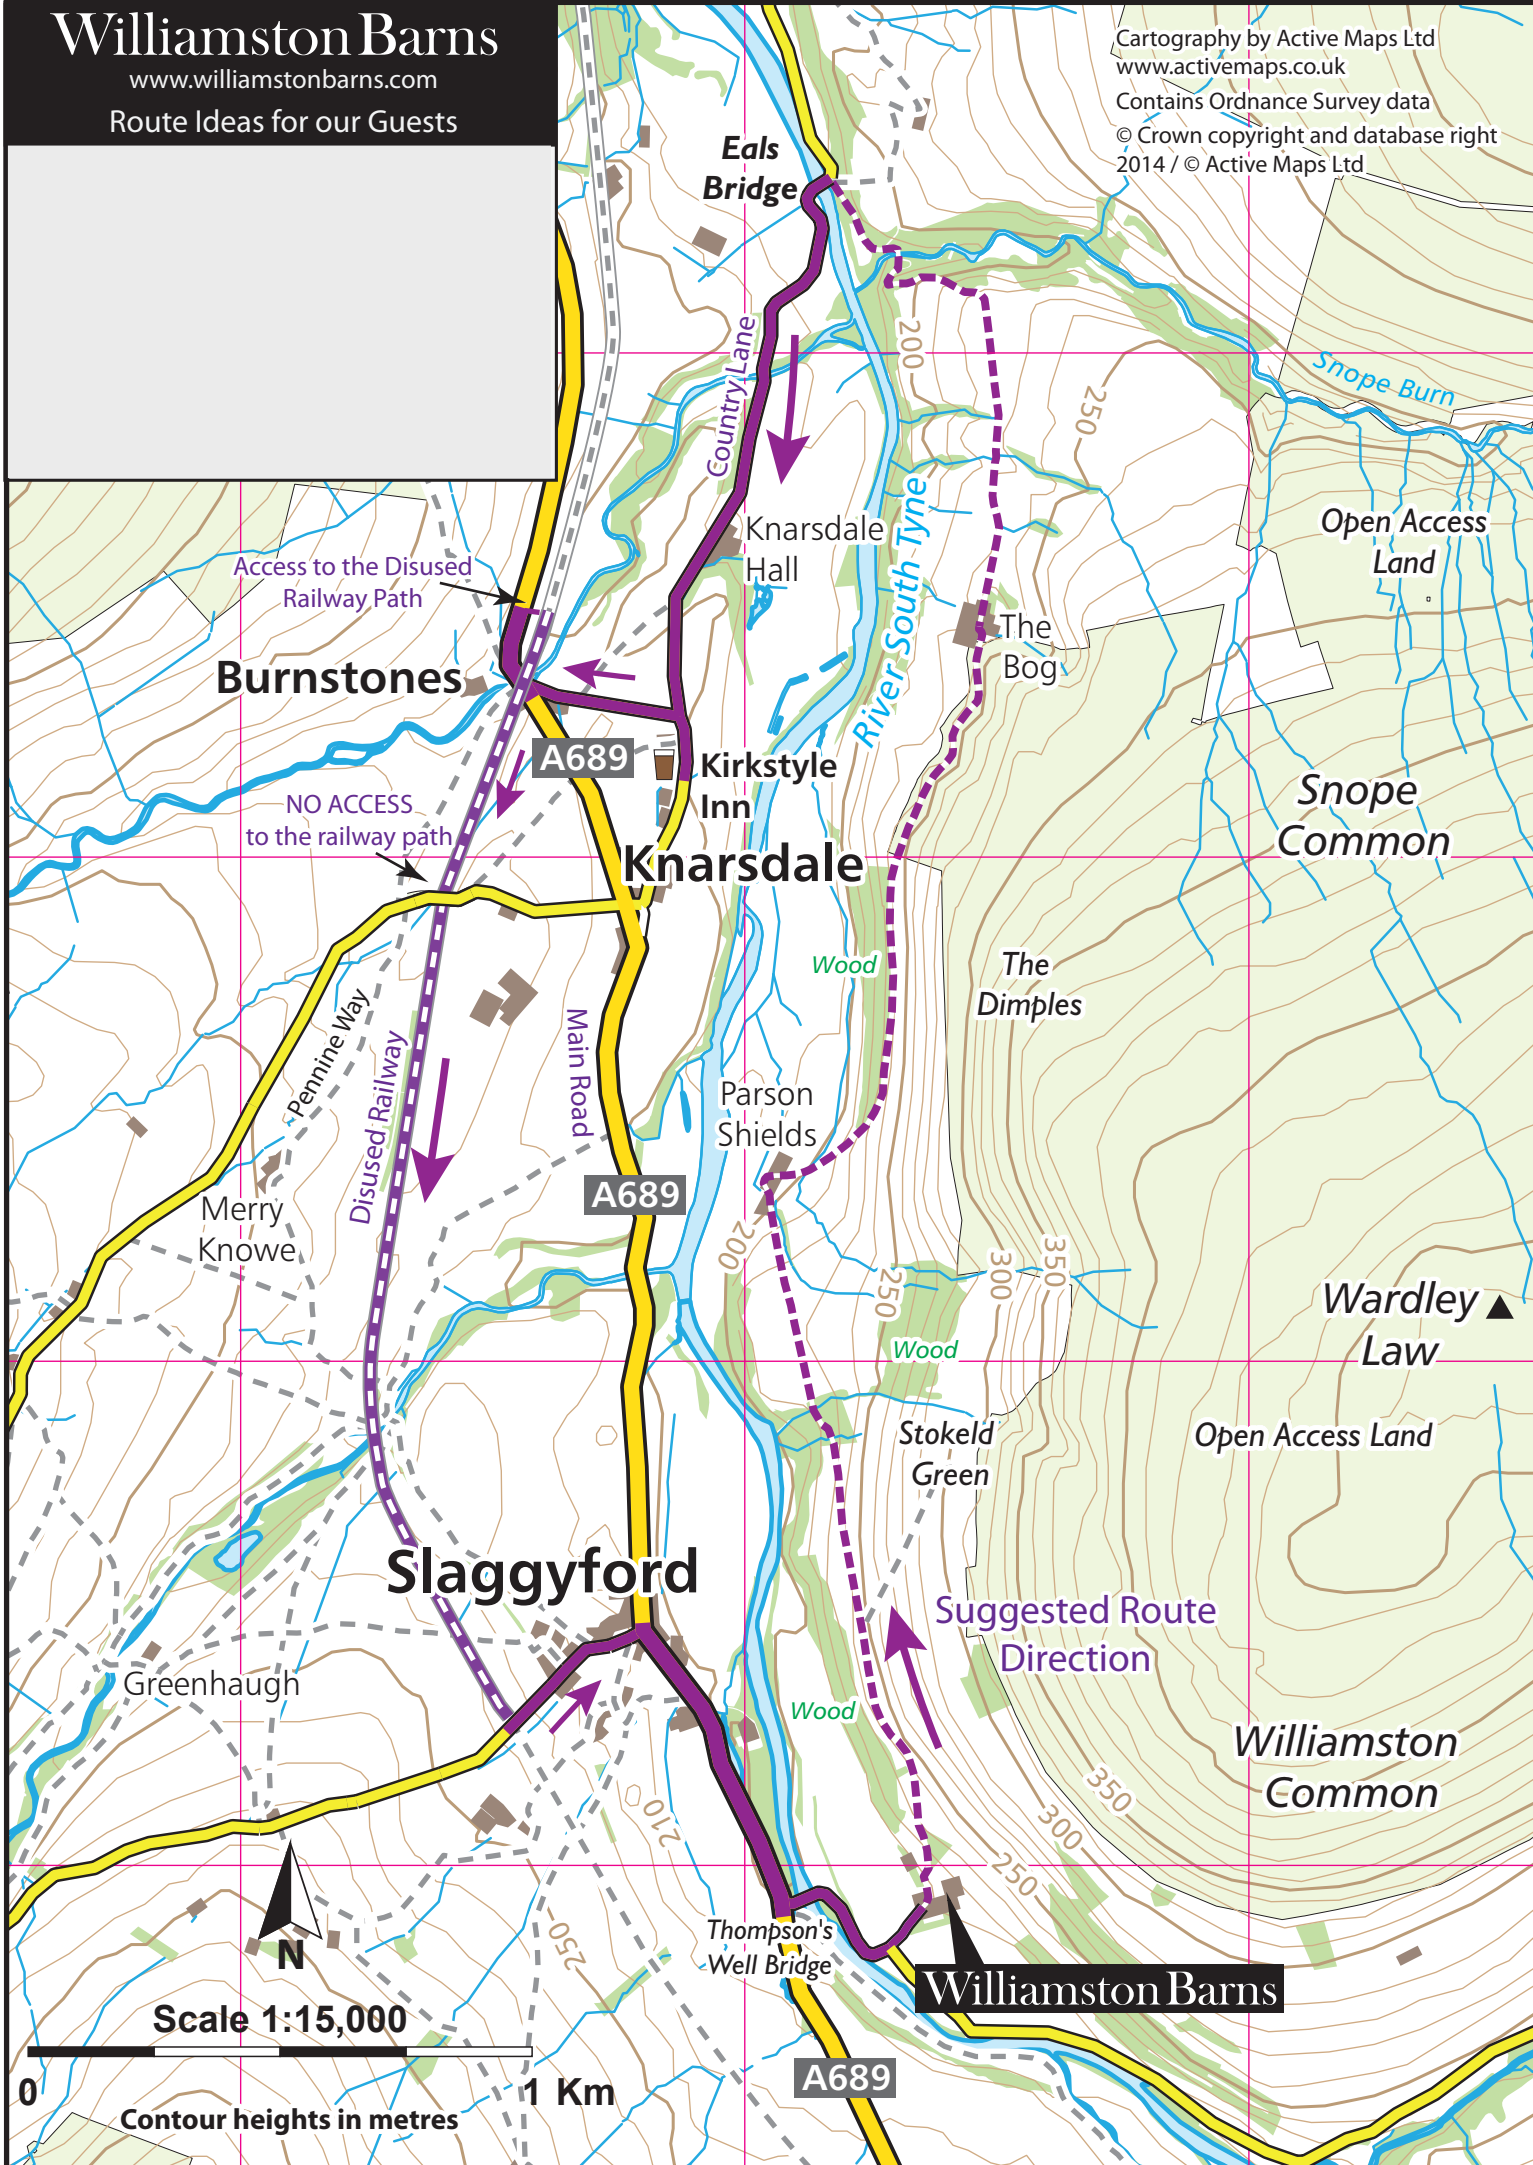 Williamston Barns
www.williamstonbarns.com
Route Ideas for our Guests
Cartography by Active Maps Ltd
www.activemaps.co.uk
Contains Ordnance Survey data
© Crown copyright and database right
2014 / © Active Maps Ltd
Eals
Bridge
Country Lane
200
250
Snope Burn
Open Access
Land
Knarsdale
Hall
River South Tyne
Access to the Disused
Railway Path
The
Bog
Burnstones
A689
Kirkstyle
Inn
NO ACCESS
to the railway path
Snope
Common
Knarsdale
Wood
The
Dimples
Pennine Way
Disused Railway
Main Road
Parson
Shields
A689
Merry
Knowe
200
250
300
350
Wardley
Law
Wood
Stokeld
Green
Open Access Land
Slaggyford
Suggested Route
Direction
Greenhaugh
Wood
Williamston
Common
210
350
300
250
250
Thompson's
Well Bridge
N
Williamston Barns
Scale 1:15,000
A689
0
1 Km
Contour heights in metres